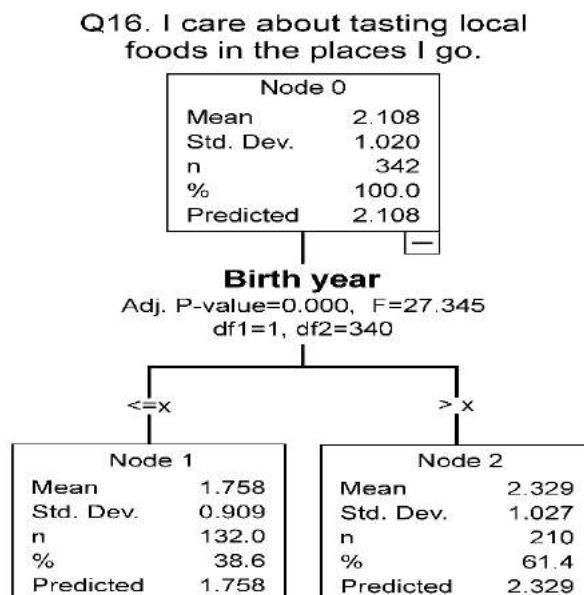 Q16. I care about tasting local
foods in the places I go.
Node 0
Mean 2.108
Std. Dev. 1.020
n 342
% 100.0
Predicted 2.108
Birth year
Adj. P-value=0.000, F=27.345
df1=1, df2=340
<=x
> x
Node 1
Mean 1.758
Std. Dev. 0.909
n 132.0
% 38.6
Predicted 1.758
Node 2
Mean 2.329
Std. Dev. 1.027
n 210
% 61.4
Predicted 2.329